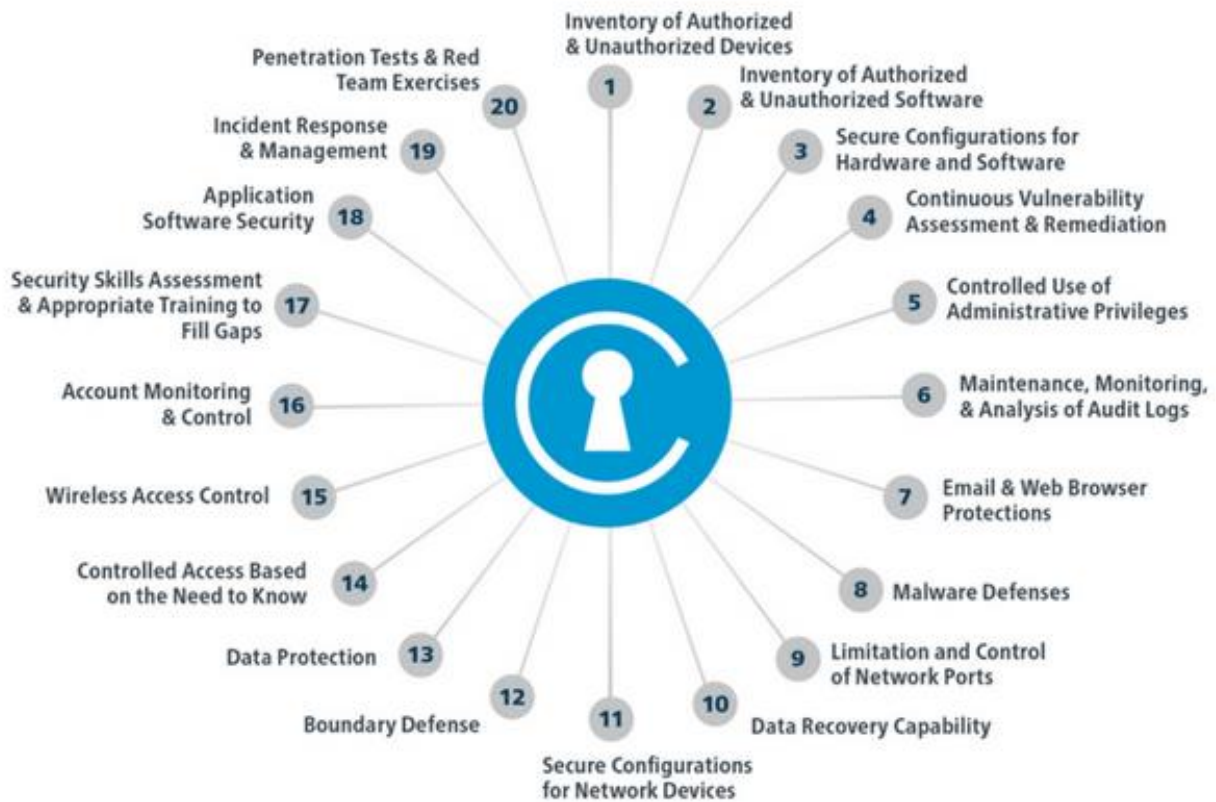 Inventory of Authorized
& Unauthorized Devices
1
Inventory of Authorized
& Unauthorized Software
2
Secure Configurations for
Hardware and Software
3
Continuous Vulnerability
Assessment & Remediation
4
Controlled Use of
Administrative Privileges
5
Maintenance, Monitoring,
& Analysis of Audit Logs
6
Email & Web Browser
Protections
7
Malware Defenses
8
Limitation and Control
of Network Ports
9
Data Recovery Capability
10
Secure Configurations
for Network Devices
11
Boundary Defense
12
Data Protection
13
Controlled Access Based
on the Need to Know
14
Wireless Access Control
15
Account Monitoring
& Control
16
Security Skills Assessment
& Appropriate Training to
Fill Gaps
17
Application
Software Security
18
Incident Response
& Management
19
Penetration Tests & Red
Team Exercises
20